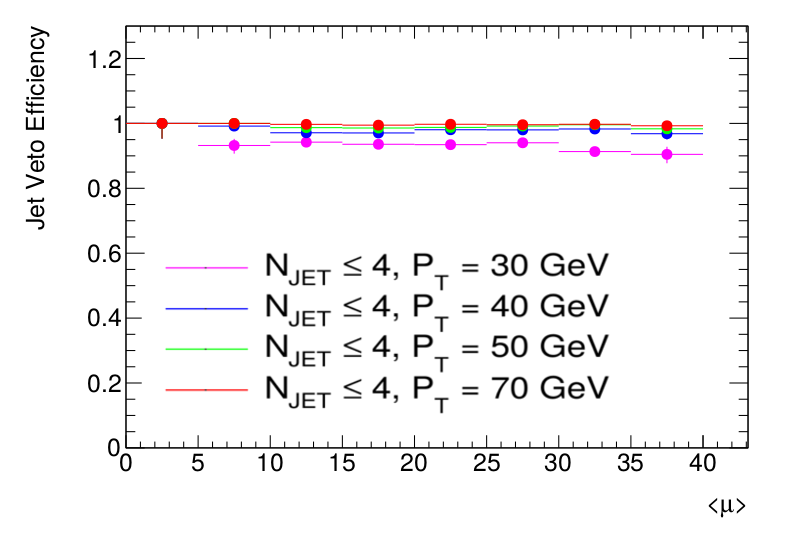 Jet Veto Efficiency
1.2
1
0.8
0.6
0.4
0.2
0
N_JET ≤ 4, P_T = 30 GeV
N_JET ≤ 4, P_T = 40 GeV
N_JET ≤ 4, P_T = 50 GeV
N_JET ≤ 4, P_T = 70 GeV
0 5 10 15 20 25 30 35 40
<μ>